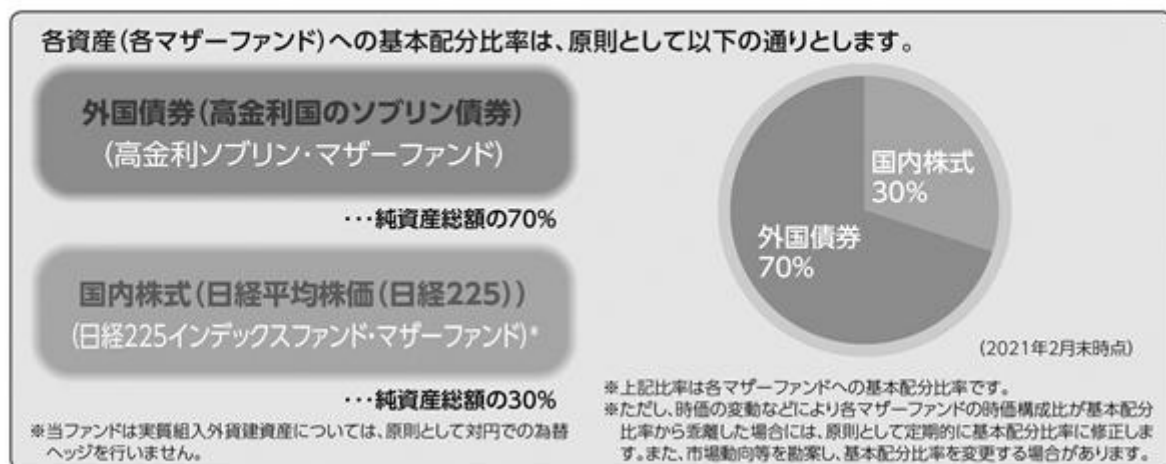 各資産(各マザーファンド)への基本配分比率は、原則として以下の通りとします。
外国債券(高金利国のソブリン債券)
(高金利ソブリン・マザーファンド)
･･･純資産総額の70%
国内株式(日経平均株価(日経225))
(日経225インデックスファンド・マザーファンド)*
･･･純資産総額の30%
※当ファンドは実質組入外貨建資産については、原則として対円での為替
ヘッジを行いません。
国内株式
30%
外国債券
70%
(2021年2月末時点)
※上記比率は各マザーファンドへの基本配分比率です。
※ただし、時価の変動などにより各マザーファンドの時価構成比が基本配分
比率から乖離した場合には、原則として定期的に基本配分比率に修正しま
す。また、市場動向等を勘案し、基本配分比率を変更する場合があります。